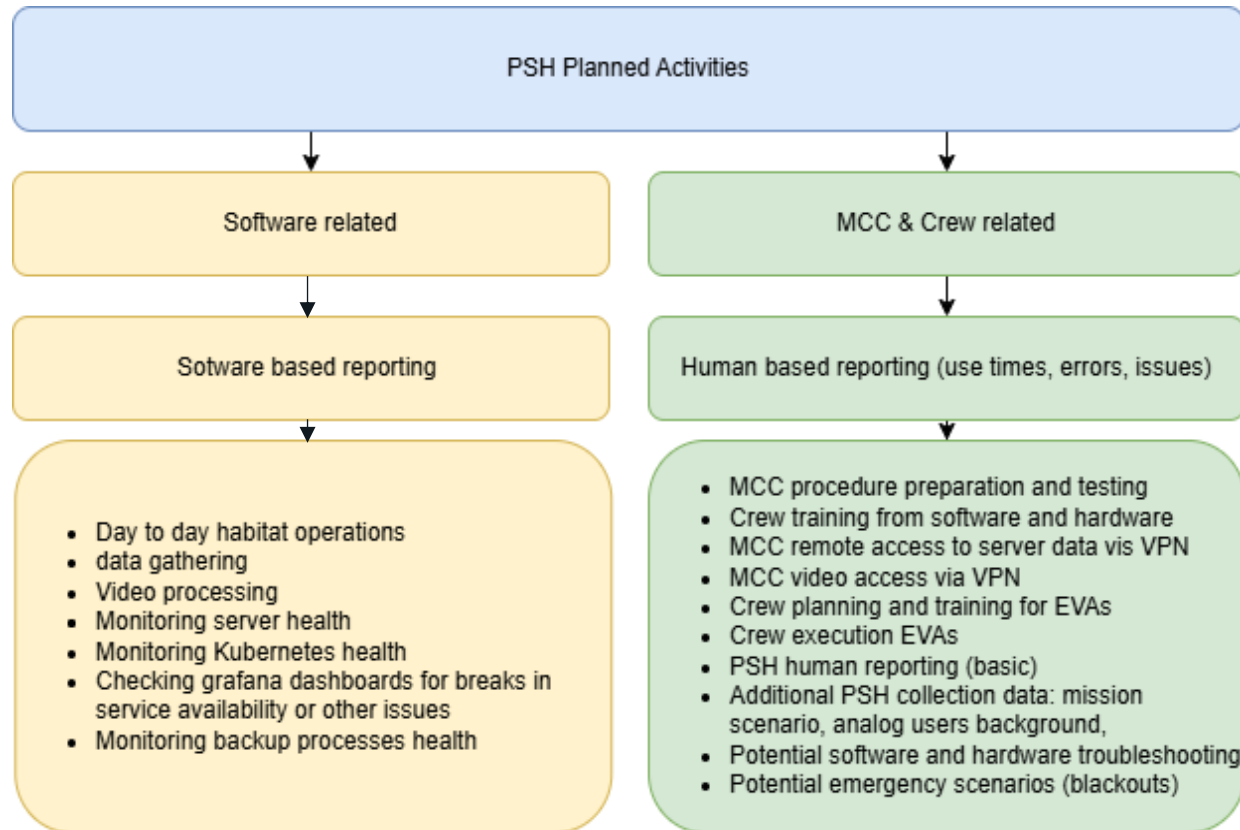 PSH Planned Activities
Software related
MCC & Crew related
Sotware based reporting
Human based reporting (use times, errors, issues)
• Day to day habitat operations
• data gathering
• Video processing
• Monitoring server health
• Monitoring Kubernetes health
• Checking grafana dashboards for breaks in
service availability or other issues
• Monitoring backup processes health
• MCC procedure preparation and testing
• Crew training from software and hardware
• MCC remote access to server data vis VPN
• MCC video access via VPN
• Crew planning and training for EVAs
• Crew execution EVAs
• PSH human reporting (basic)
• Additional PSH collection data: mission
scenario, analog users background,
• Potential software and hardware troubleshooting
• Potential emergency scenarios (blackouts)